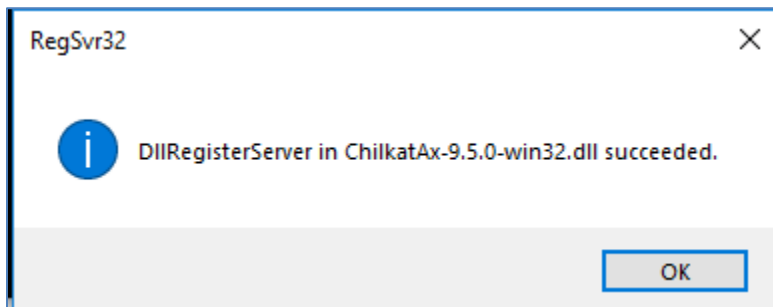 RegSvr32
DllRegisterServer in ChilkatAx-9.5.0-win32.dll succeeded.
OK